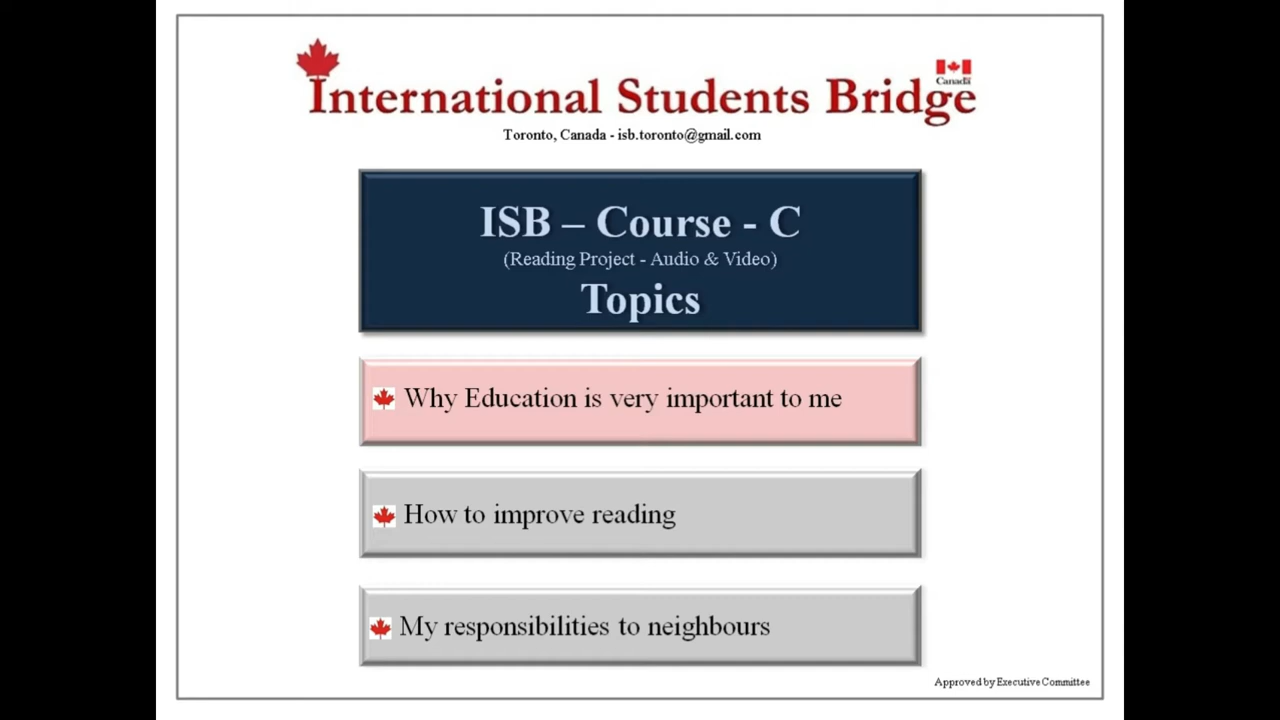 International Students Bridge
Canada
Toronto, Canada - isb.toronto@gmail.com
ISB – Course - C
(Reading Project - Audio & Video)
Topics
Why Education is very important to me
How to improve reading
My responsibilities to neighbours
Approved by Executive Committee